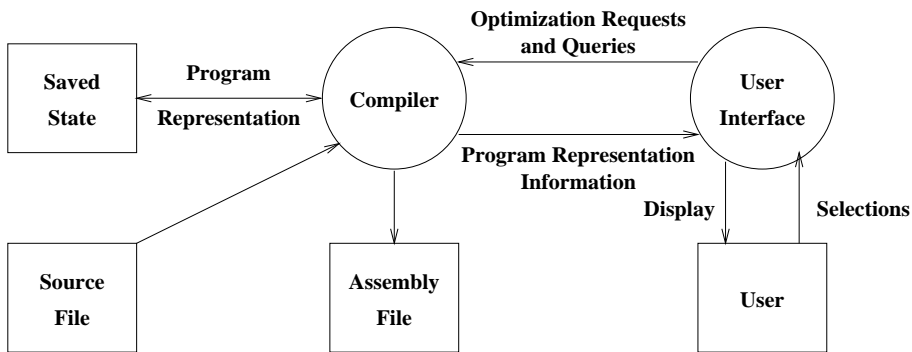 Optimization Requests
and Queries
Saved
State
Program
Representation
Compiler
User
Interface
Program Representation
Information
Display
Selections
Source
File
Assembly
File
User